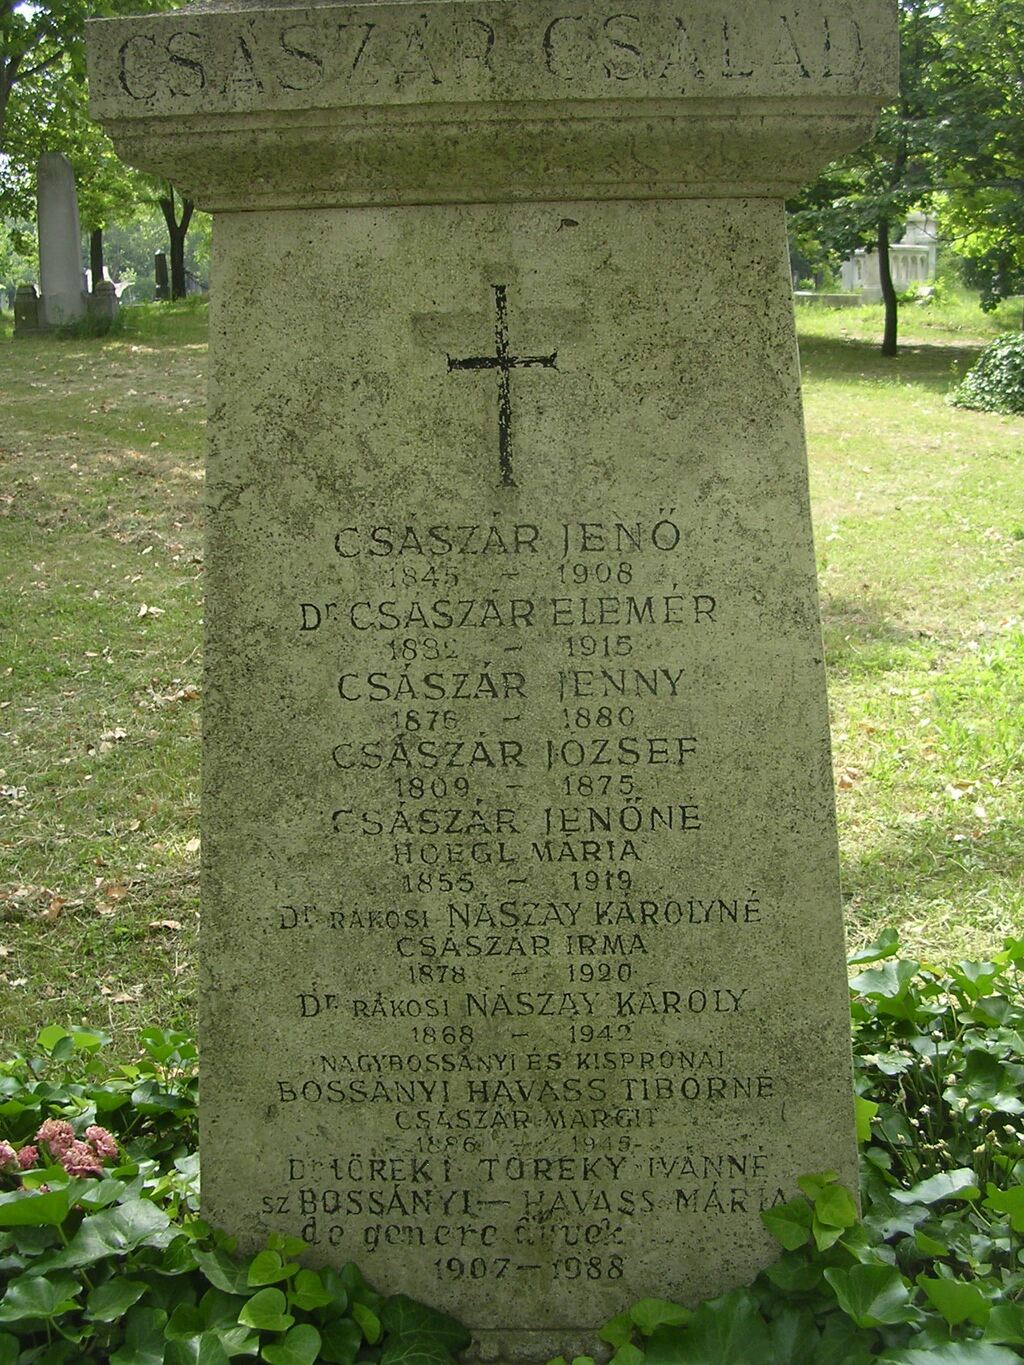 CSÁSZÁR CSALÁD
CSÁSZÁR JENŐ
1845 - 1908
Dr CSÁSZÁR ELEMÉR
1882 - 1915
CSÁSZÁR JENNY
1876 - 1880
CSÁSZÁR JÓZSEF
1809 - 1875
CSÁSZÁR JENŐNÉ
HOEGL MÁRIA
1855 - 1919
Dr. RÁKOSI NÁSZAY KÁROLYNÉ
CSÁSZÁR IRMA
1878 - 1920
Dr RÁKOSI NÁSZAY KÁROLY
1868 - 1942
NAGYBOSSÁNYI ÉS KISPRÓNAI
BOSSÁNYI HAVASS TIBORNÉ
CSÁSZÁR MARGIT
1886 - 1945
Dr TÖREKI TÖREKY IVÁNNÉ
SZ BOSSÁNYI — HAVASS MÁRIA
de genere
1907 — 1988